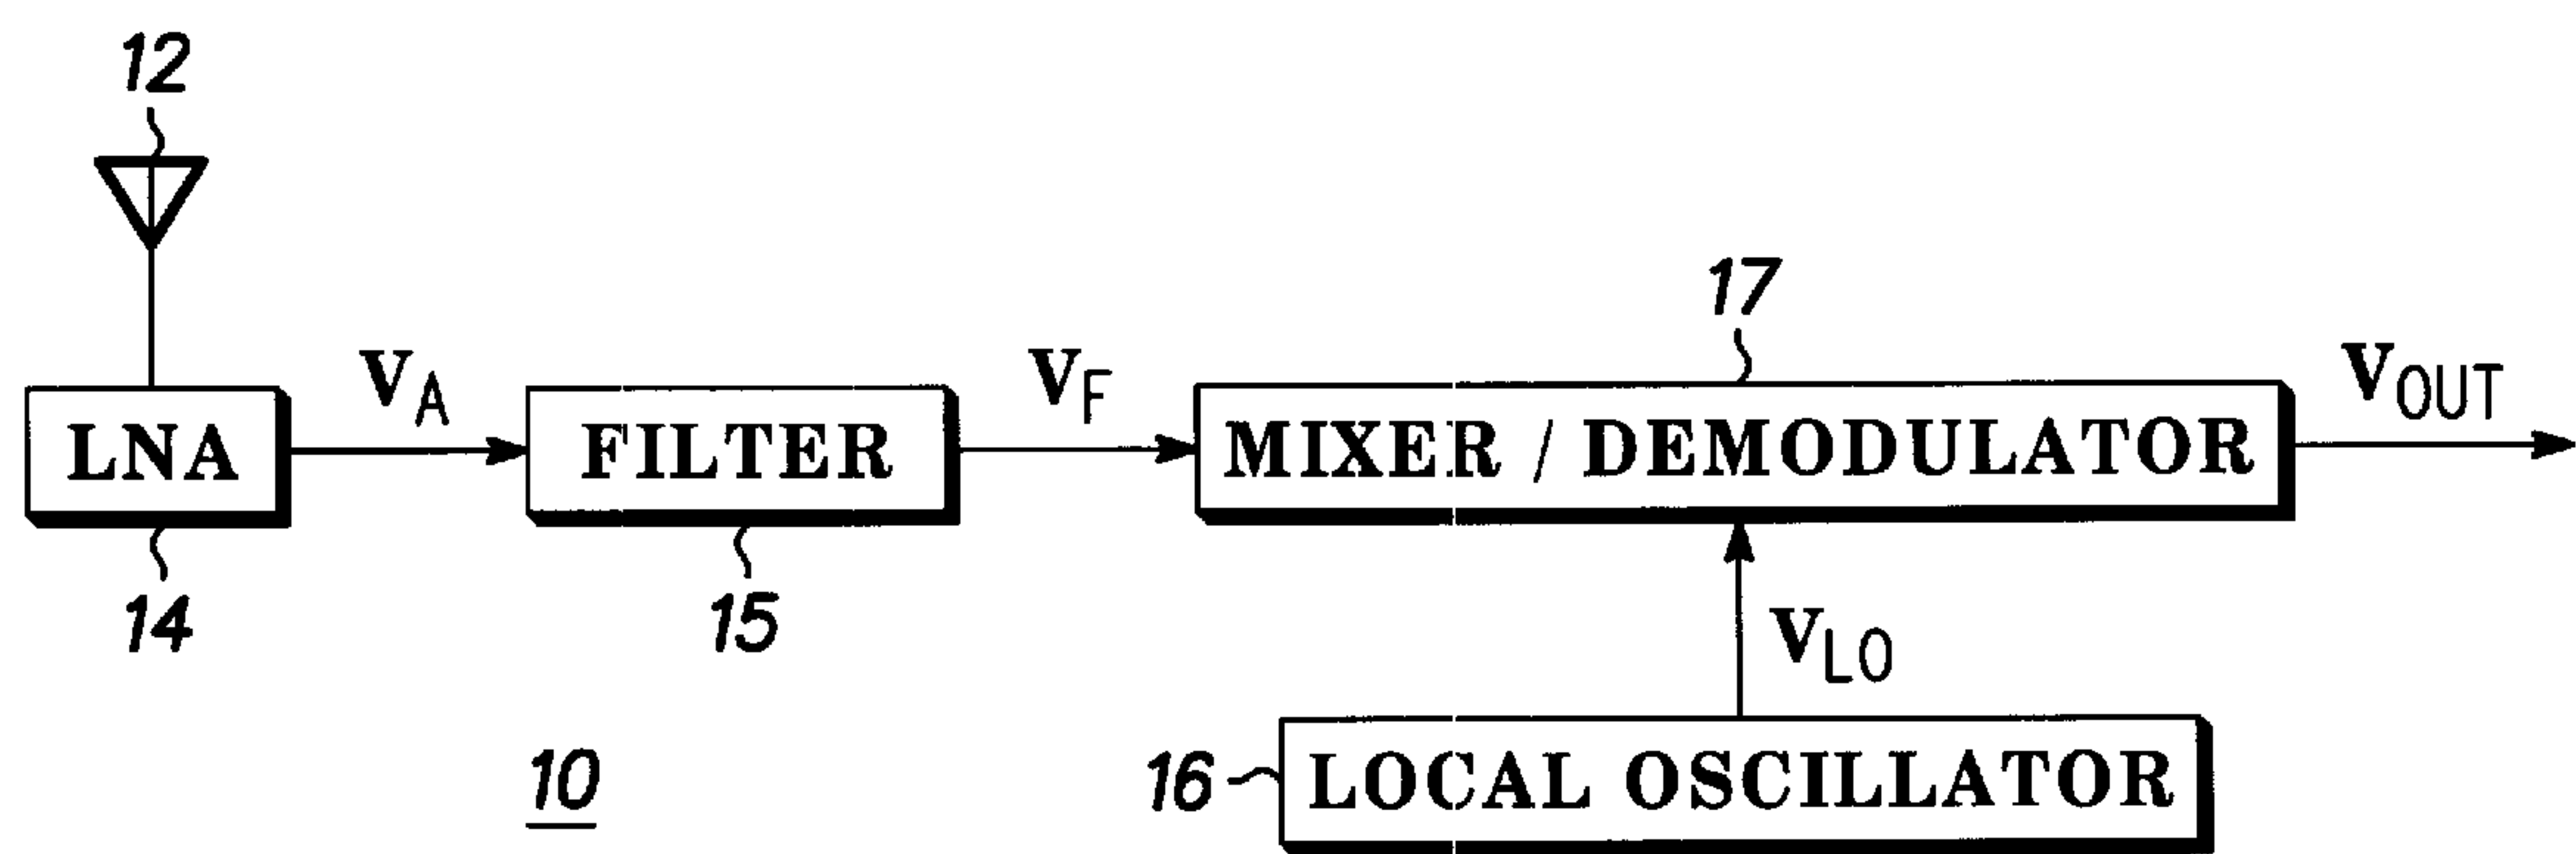 12
17
V_A
V_F
V_OUT
LNA
FILTER
MIXER / DEMODULATOR
14
15
V_LO
10
16
LOCAL OSCILLATOR